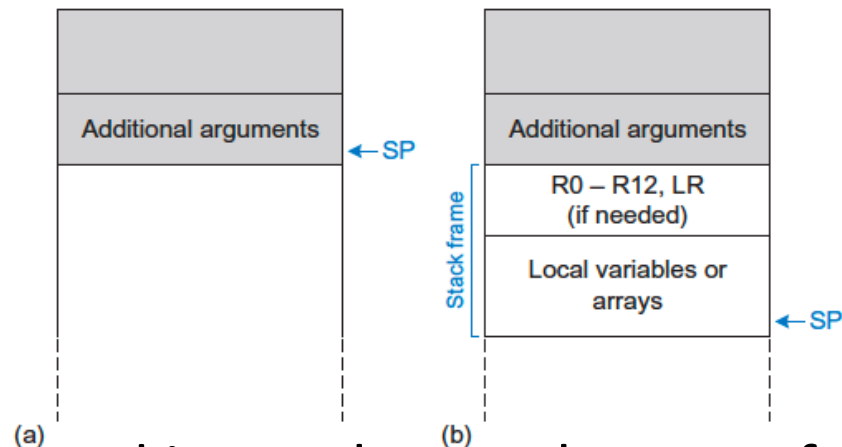 Additional arguments
SP
(a)
Additional arguments
R0 – R12, LR
(if needed)
Stack frame
Local variables or
arrays
SP
(b)